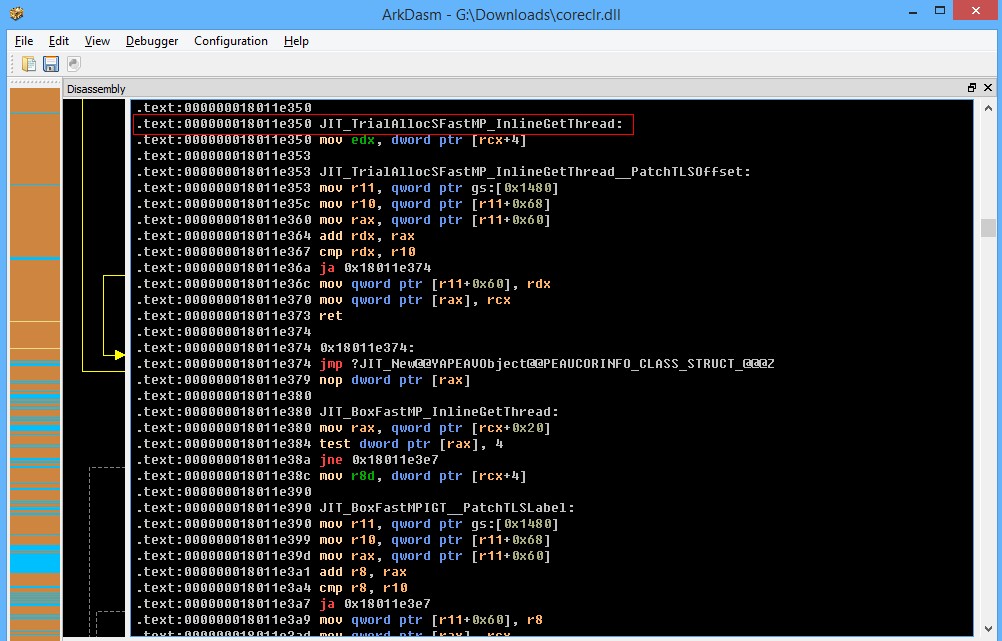 ArkDasm - G:\Downloads\coreclr.dll
File Edit View Debugger Configuration Help
Disassembly
.text:000000018011e350
.text:000000018011e350 JIT_TrialAllocSFastMP_InlineGetThread:
.text:000000018011e350 mov edx, dword ptr [rcx+4]
.text:000000018011e353
.text:000000018011e353 JIT_TrialAllocSFastMP_InlineGetThread__PatchTLSOffset:
.text:000000018011e353 mov r11, qword ptr gs:[0x1480]
.text:000000018011e35c mov r10, qword ptr [r11+0x68]
.text:000000018011e360 mov rax, qword ptr [r11+0x60]
.text:000000018011e364 add rdx, rax
.text:000000018011e367 cmp rdx, r10
.text:000000018011e36a ja 0x18011e374
.text:000000018011e36c mov qword ptr [r11+0x60], rdx
.text:000000018011e370 mov qword ptr [rax], rcx
.text:000000018011e373 ret
.text:000000018011e374
.text:000000018011e374 0x18011e374:
.text:000000018011e374 jmp ?JIT_New@@YAPEAVObject@@PEAUCORINFO_CLASS_STRUCT_@@@Z
.text:000000018011e379 nop dword ptr [rax]
.text:000000018011e380
.text:000000018011e380 JIT_BoxFastMP_InlineGetThread:
.text:000000018011e380 mov rax, qword ptr [rcx+0x20]
.text:000000018011e384 test dword ptr [rax], 4
.text:000000018011e38a jne 0x18011e3e7
.text:000000018011e38c mov r8d, dword ptr [rcx+4]
.text:000000018011e390
.text:000000018011e390 JIT_BoxFastMPIGT__PatchTLSLabel:
.text:000000018011e390 mov r11, qword ptr gs:[0x1480]
.text:000000018011e399 mov r10, qword ptr [r11+0x68]
.text:000000018011e39d mov rax, qword ptr [r11+0x60]
.text:000000018011e3a1 add r8, rax
.text:000000018011e3a4 cmp r8, r10
.text:000000018011e3a7 ja 0x18011e3e7
.text:000000018011e3a9 mov qword ptr [r11+0x60], r8
.text:000000018011e3ad mov qword ptr [rax], rcx